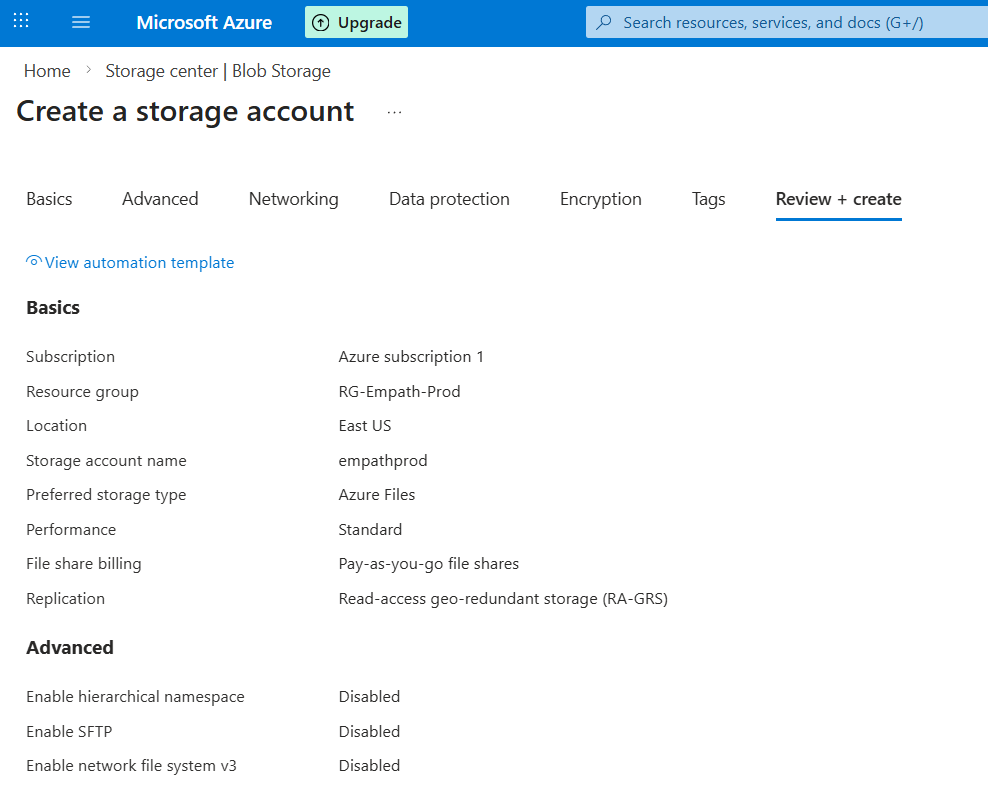 Microsoft Azure Upgrade Search resources, services, and docs (G+/)
Home > Storage center | Blob Storage
Create a storage account ...
Basics Advanced Networking Data protection Encryption Tags Review + create
View automation template
Basics
Subscription Azure subscription 1
Resource group RG-Empath-Prod
Location East US
Storage account name empathprod
Preferred storage type Azure Files
Performance Standard
File share billing Pay-as-you-go file shares
Replication Read-access geo-redundant storage (RA-GRS)
Advanced
Enable hierarchical namespace Disabled
Enable SFTP Disabled
Enable network file system v3 Disabled